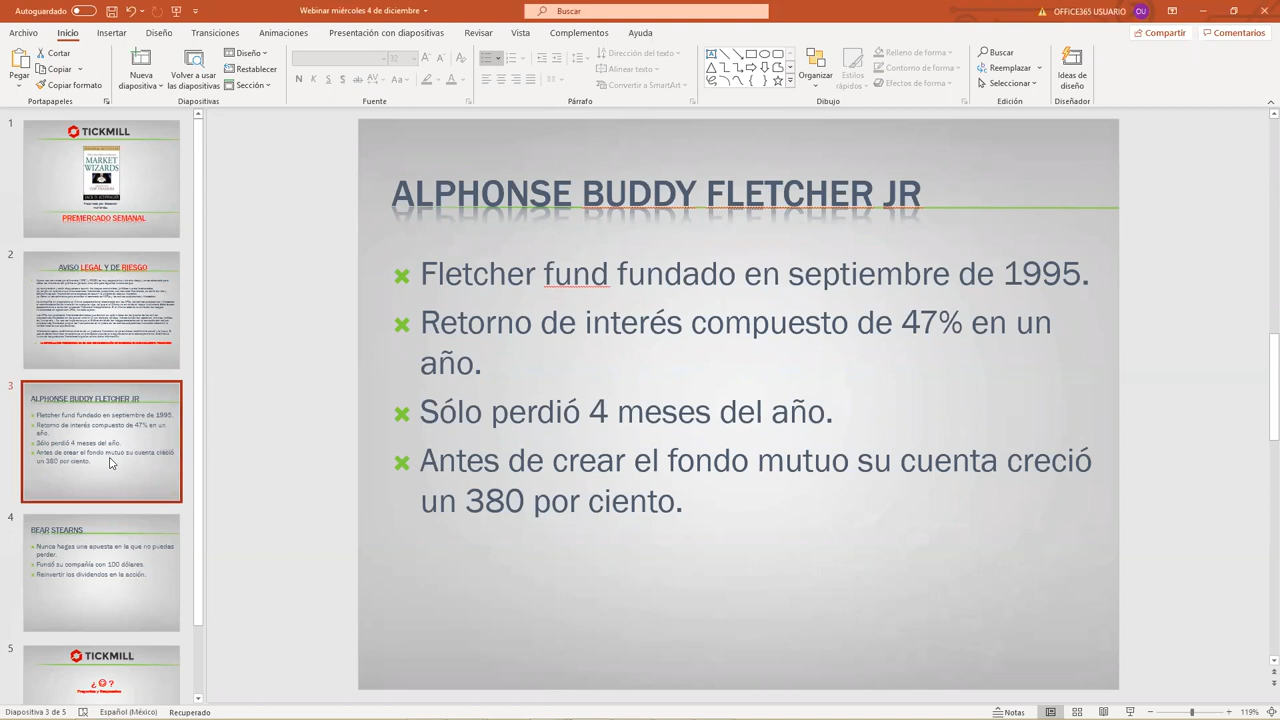 Autoguardado
Webinar miércoles 4 de diciembre
Buscar
OFFICE365 USUARIO
OU
Archivo
Inicio
Insertar
Diseño
Transiciones
Animaciones
Presentación con diapositivas
Revisar
Vista
Complementos
Ayuda
Compartir
Comentarios
Pegar
Cortar
Copiar
Copiar formato
Portapapeles
Nueva diapositiva
Volver a usar las diapositivas
Diseño
Restablecer
Sección
Diapositivas
32
Fuente
Dirección del texto
Alinear texto
Convertir a SmartArt
Párrafo
Organizar
Estilos rápidos
Relleno de forma
Contorno de forma
Efectos de forma
Dibujo
Buscar
Reemplazar
Seleccionar
Edición
Ideas de diseño
Diseñador
1
TICKMILL
MARKET WIZARDS
PREMERCADO SEMANAL
2
AVISO LEGAL Y DE RIESGO
3
ALPHONSE BUDDY FLETCHER JR
Fletcher fund fundado en septiembre de 1995.
Retorno de interés compuesto de 47% en un
año.
Sólo perdió 4 meses del año.
Antes de crear el fondo mutuo su cuenta creció
un 380 por ciento.
4
BEAR STEARNS
Nunca hagas una apuesta en la que no puedas
perder.
Fundó su compañía con 100 dólares.
Reinvertir los dividendos en la acción.
5
TICKMILL
¿ ?
Preguntas y Respuestas
ALPHONSE BUDDY FLETCHER JR
Fletcher fund fundado en septiembre de 1995.
Retorno de interés compuesto de 47% en un
año.
Sólo perdió 4 meses del año.
Antes de crear el fondo mutuo su cuenta creció
un 380 por ciento.
Diapositiva 3 de 5
Español (México)
Recuperado
Notas
119%